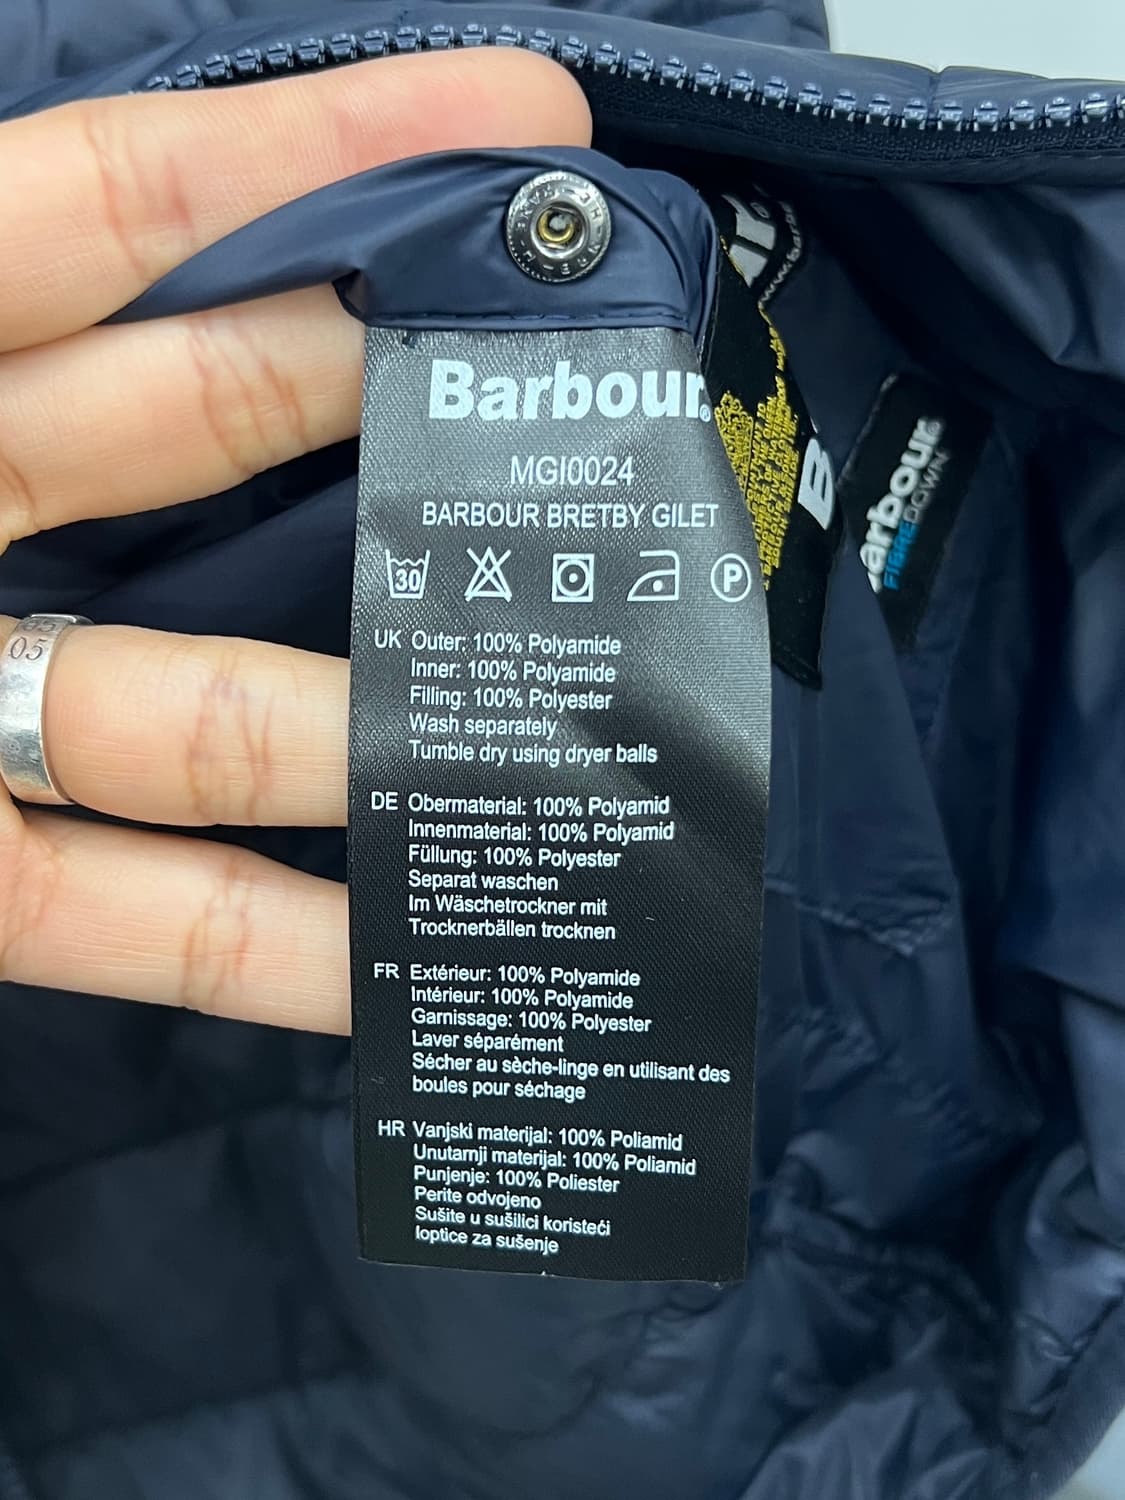 Barbour®
MGI0024
BARBOUR BRETBY GILET
30
P
UK Outer: 100% Polyamide
Inner: 100% Polyamide
Filling: 100% Polyester
Wash separately
Tumble dry using dryer balls
DE Obermaterial: 100% Polyamid
Innenmaterial: 100% Polyamid
Füllung: 100% Polyester
Separat waschen
Im Wäschetrockner mit
Trocknerbällen trocknen
FR Extérieur: 100% Polyamide
Intérieur: 100% Polyamide
Garnissage: 100% Polyester
Laver séparément
Sécher au sèche-linge en utilisant des
boules pour séchage
HR Vanjski materijal: 100% Poliamid
Unutarnji materijal: 100% Poliamid
Punjenje: 100% Poliester
Perite odvojeno
Sušite u sušilici koristeći
loptice za sušenje
arbour
FIBREDOWN
05